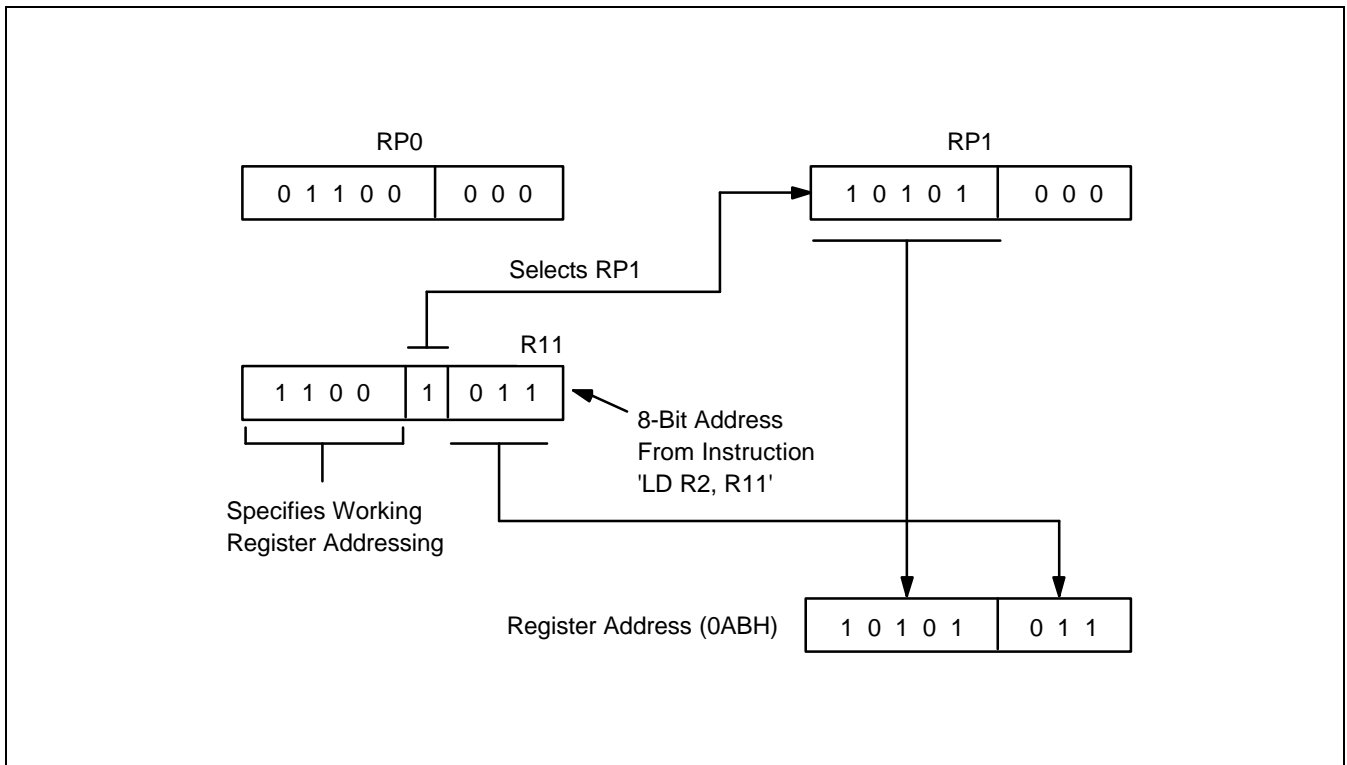 RP0
RP1
0 1 1 0 0
0 0 0
1 0 1 0 1
0 0 0
Selects RP1
R11
1 1 0 0
1
0 1 1
8-Bit Address
From Instruction
'LD R2, R11'
Specifies Working
Register Addressing
Register Address (0ABH)
1 0 1 0 1
0 1 1